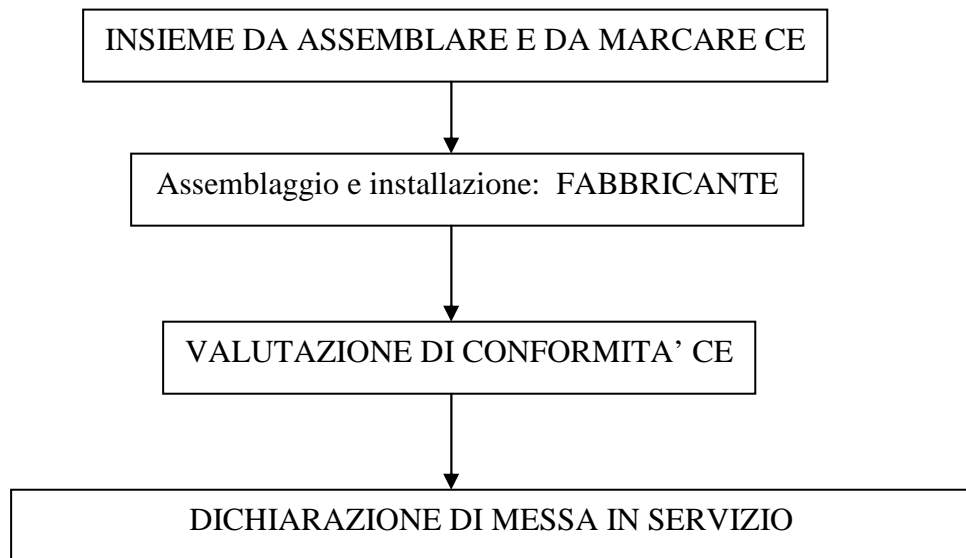 INSIEME DA ASSEMBLARE E DA MARCARE CE
Assemblaggio e installazione: FABBRICANTE
VALUTAZIONE DI CONFORMITA’ CE
DICHIARAZIONE DI MESSA IN SERVIZIO